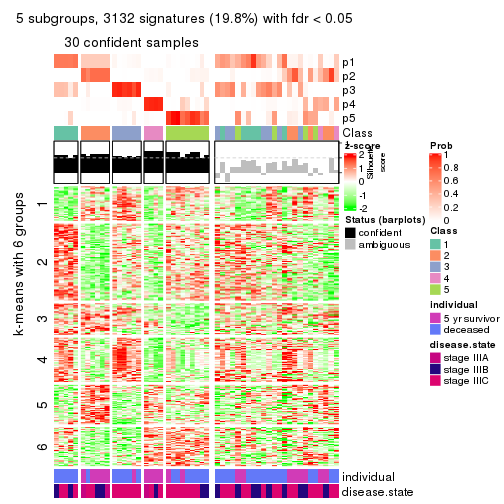 5 subgroups, 3132 signatures (19.8%) with fdr < 0.05
30 confident samples
p1
p2
p3
p4
p5
Class
z-score
2
1
0
-1
-2
Silhouette
score
Prob
1
0.8
0.6
0.4
0.2
0
Status (barplots)
confident
ambiguous
Class
1
2
3
4
5
individual
5 yr survivor
deceased
disease.state
stage IIIA
stage IIIB
stage IIIC
k-means with 6 groups
1
2
3
4
5
6
individual
disease.state